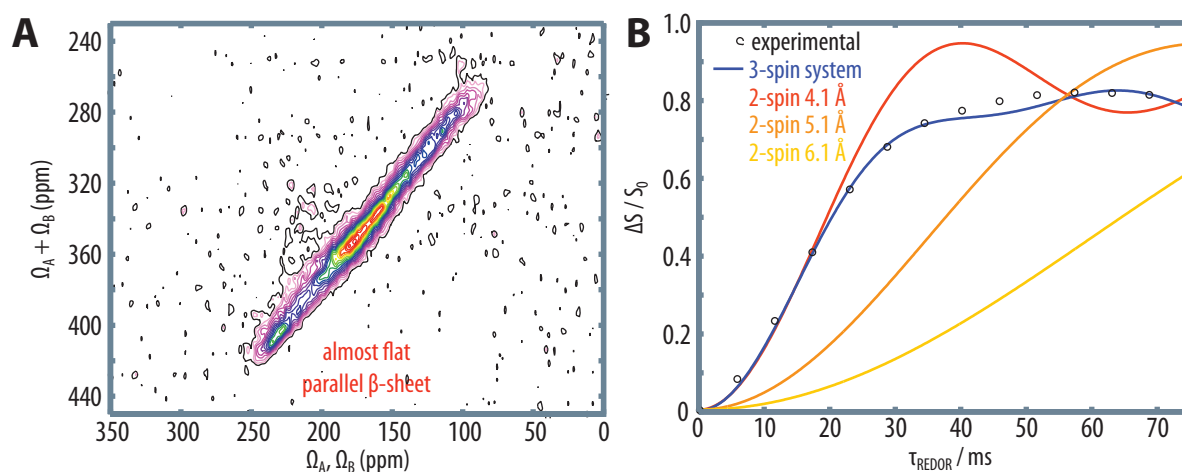 A
240
280
320
360
400
440
Ω_A + Ω_B (ppm)
almost flat
parallel β-sheet
350
300
250
200
150
100
50
0
Ω_A, Ω_B (ppm)
B
1.0
0.8
0.6
0.4
0.2
0
ΔS / S_0
experimental
3-spin system
2-spin 4.1 Å
2-spin 5.1 Å
2-spin 6.1 Å
0
10
20
30
40
50
60
70
τ_REDOR / ms